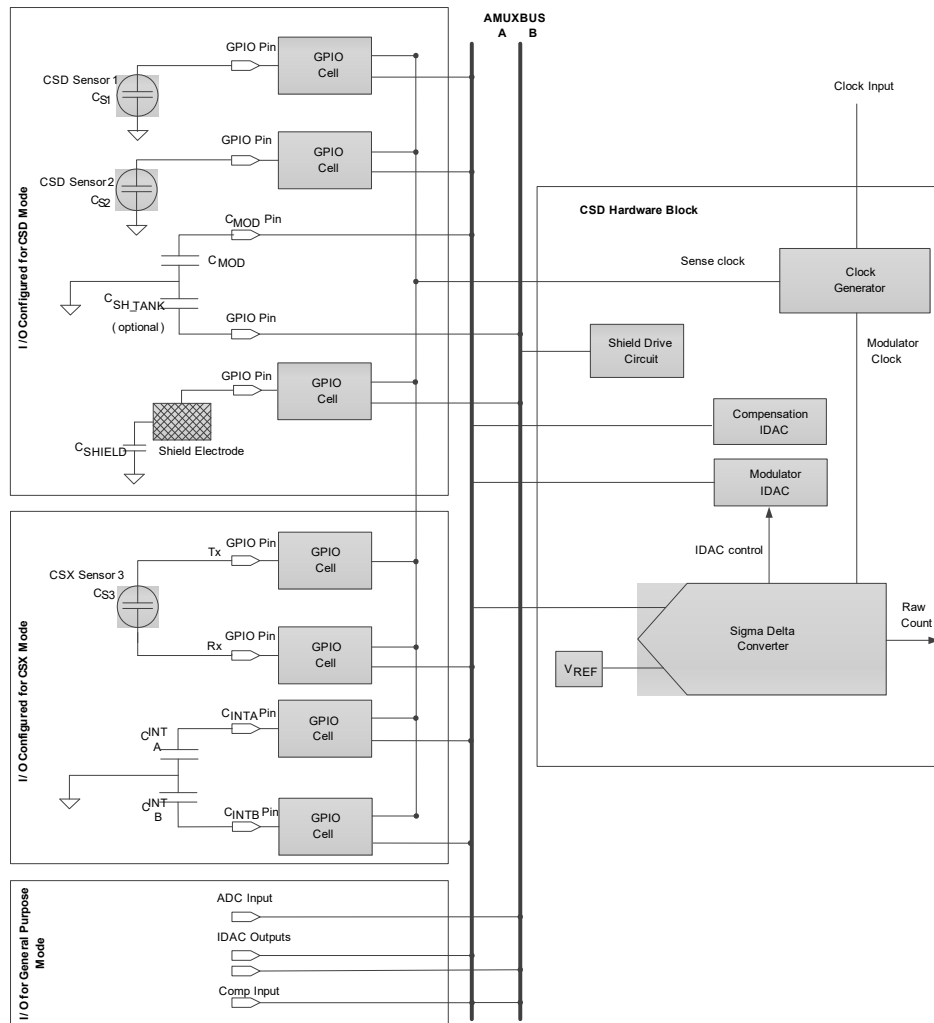 AMUXBUS
A B
I/O Configured for CSD Mode
GPIO Pin
GPIO
Cell
CSD Sensor 1
CS1
GPIO Pin
GPIO
Cell
CSD Sensor 2
CS2
CMOD Pin
CMOD
CSH_TANK
(optional)
GPIO Pin
GPIO Pin
GPIO
Cell
CSHIELD
Shield Electrode
I/O Configured for CSX Mode
GPIO Pin
Tx
GPIO
Cell
CSX Sensor 3
CS3
GPIO Pin
Rx
GPIO
Cell
CINTA Pin
GPIO
Cell
CINT
A
CINT
B
CINTB Pin
GPIO
Cell
I/O for General Purpose
Mode
ADC Input
IDAC Outputs
Comp Input
Clock Input
CSD Hardware Block
Sense clock
Clock
Generator
Shield Drive
Circuit
Modulator
Clock
Compensation
IDAC
Modulator
IDAC
IDAC control
Sigma Delta
Converter
Raw
Count
VREF